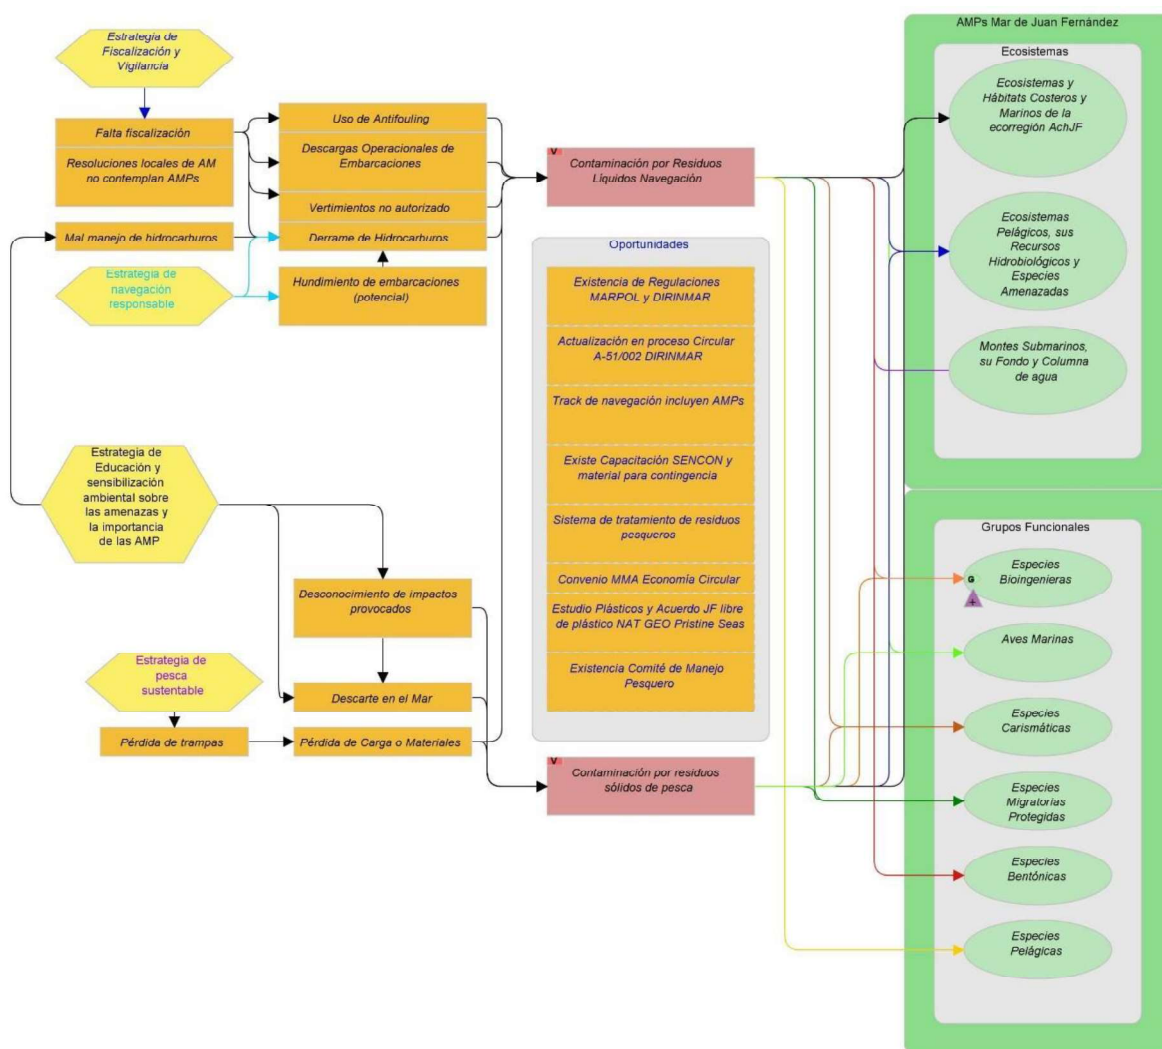 Estrategia de
Fiscalización y
Vigilancia
Falta fiscalización
Resoluciones locales de AM
no contemplan AMPs
Mal manejo de hidrocarburos
Estrategia de
navegación
responsable
Uso de Antifouling
Descargas Operacionales de
Embarcaciones
Vertimientos no autorizado
Derrame de Hidrocarburos
Hundimiento de embarcaciones
(potencial)
Estrategia de
Educación y
sensibilización
ambiental sobre
las amenazas y
la importancia
de las AMP
Desconocimiento de impactos
provocados
Estrategia de
pesca
sustentable
Descarte en el Mar
Pérdida de trampas
Pérdida de Carga o Materiales
V
Contaminación por Residuos
Líquidos Navegación
Oportunidades
Existencia de Regulaciones
MARPOL y DIRINMAR
Actualización en proceso Circular
A-51/002 DIRINMAR
Track de navegación incluyen AMPs
Existe Capacitación SENCON y
material para contingencia
Sistema de tratamiento de residuos
pesqueros
Convenio MMA Economía Circular
Estudio Plásticos y Acuerdo JF libre
de plástico NAT GEO Pristine Seas
Existencia Comité de Manejo
Pesquero
V
Contaminación por residuos
sólidos de pesca
AMPs Mar de Juan Fernández
Ecosistemas
Ecosistemas y
Hábitats Costeros y
Marinos de la
ecorregión AchJF
Ecosistemas
Pelágicos, sus
Recursos
Hidrobiológicos y
Especies
Amenazadas
Montes Submarinos,
su Fondo y Columna
de agua
Grupos Funcionales
Especies
Bioingenieras
G
+
Aves Marinas
Especies
Carismáticas
Especies
Migratorias
Protegidas
Especies
Bentónicas
Especies
Pelágicas